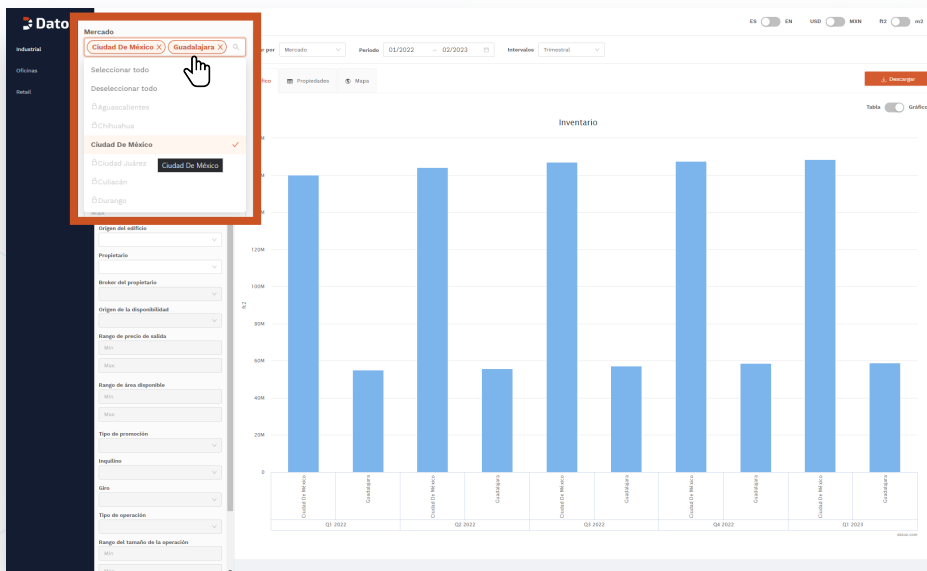 Dato
Industrial
Oficinas
Retail
Mercado
Ciudad De México X
Guadalajara X
Seleccionar todo
Deseleccionar todo
Aguascalientes
Chihuahua
Ciudad De México
Ciudad Juárez
Ciudad De México
Culiacán
Durango
Origen del edificio
Propietario
Broker del propietario
Origen de la disponibilidad
Rango de precio de salida
Min
Max
Rango de área disponible
Min
Max
Tipo de promoción
Inquilino
Giro
Tipo de operación
Rango del tamaño de la operación
Min
ES EN USD MXN ft2 m2
por Mercado Periodo 01/2022 ~ 02/2023 Intervalos Trimestral
Propiedades Mapa
Descargar
Tabla Gráfico
Inventario
120M
100M
80M
60M
40M
20M
0
ft2
Ciudad De México Guadalajara Ciudad De México Guadalajara Ciudad De México Guadalajara Ciudad De México Guadalajara Ciudad De México Guadalajara
Q1 2022 Q2 2022 Q3 2022 Q4 2022 Q1 2023